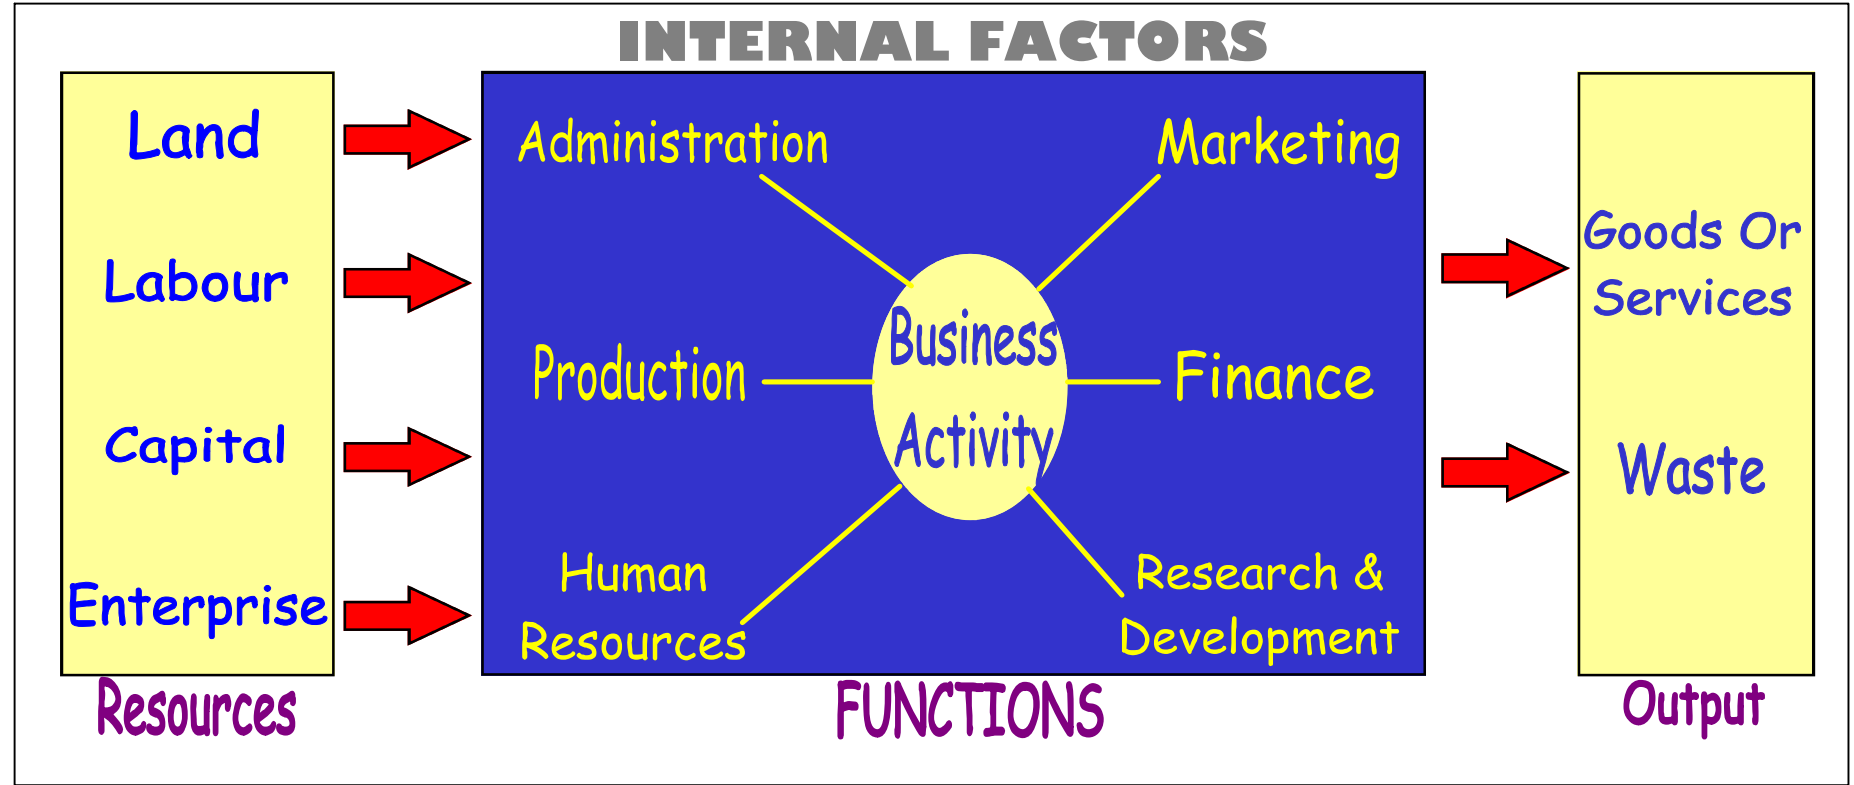 INTERNAL FACTORS
Land
Labour
Capital
Enterprise
Resources
Administration
Marketing
Production
Business
Activity
Finance
Human
Resources
Research &
Development
FUNCTIONS
Goods Or
Services
Waste
Output